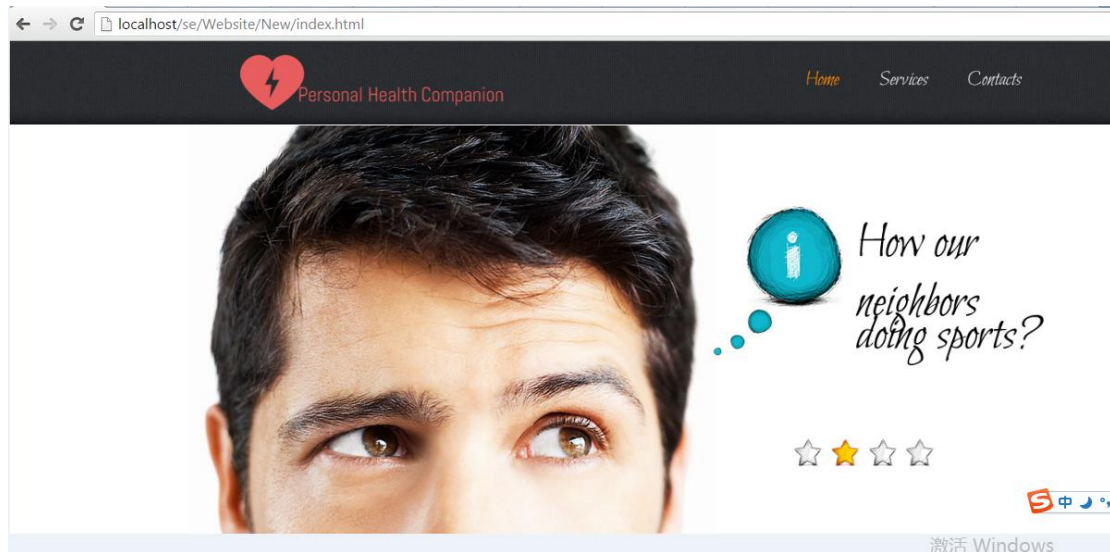 localhost/se/Website/New/index.html
Personal Health Companion
Home Services Contacts
i
How our
neighbors
doing sports?
S 中
激活 Windows